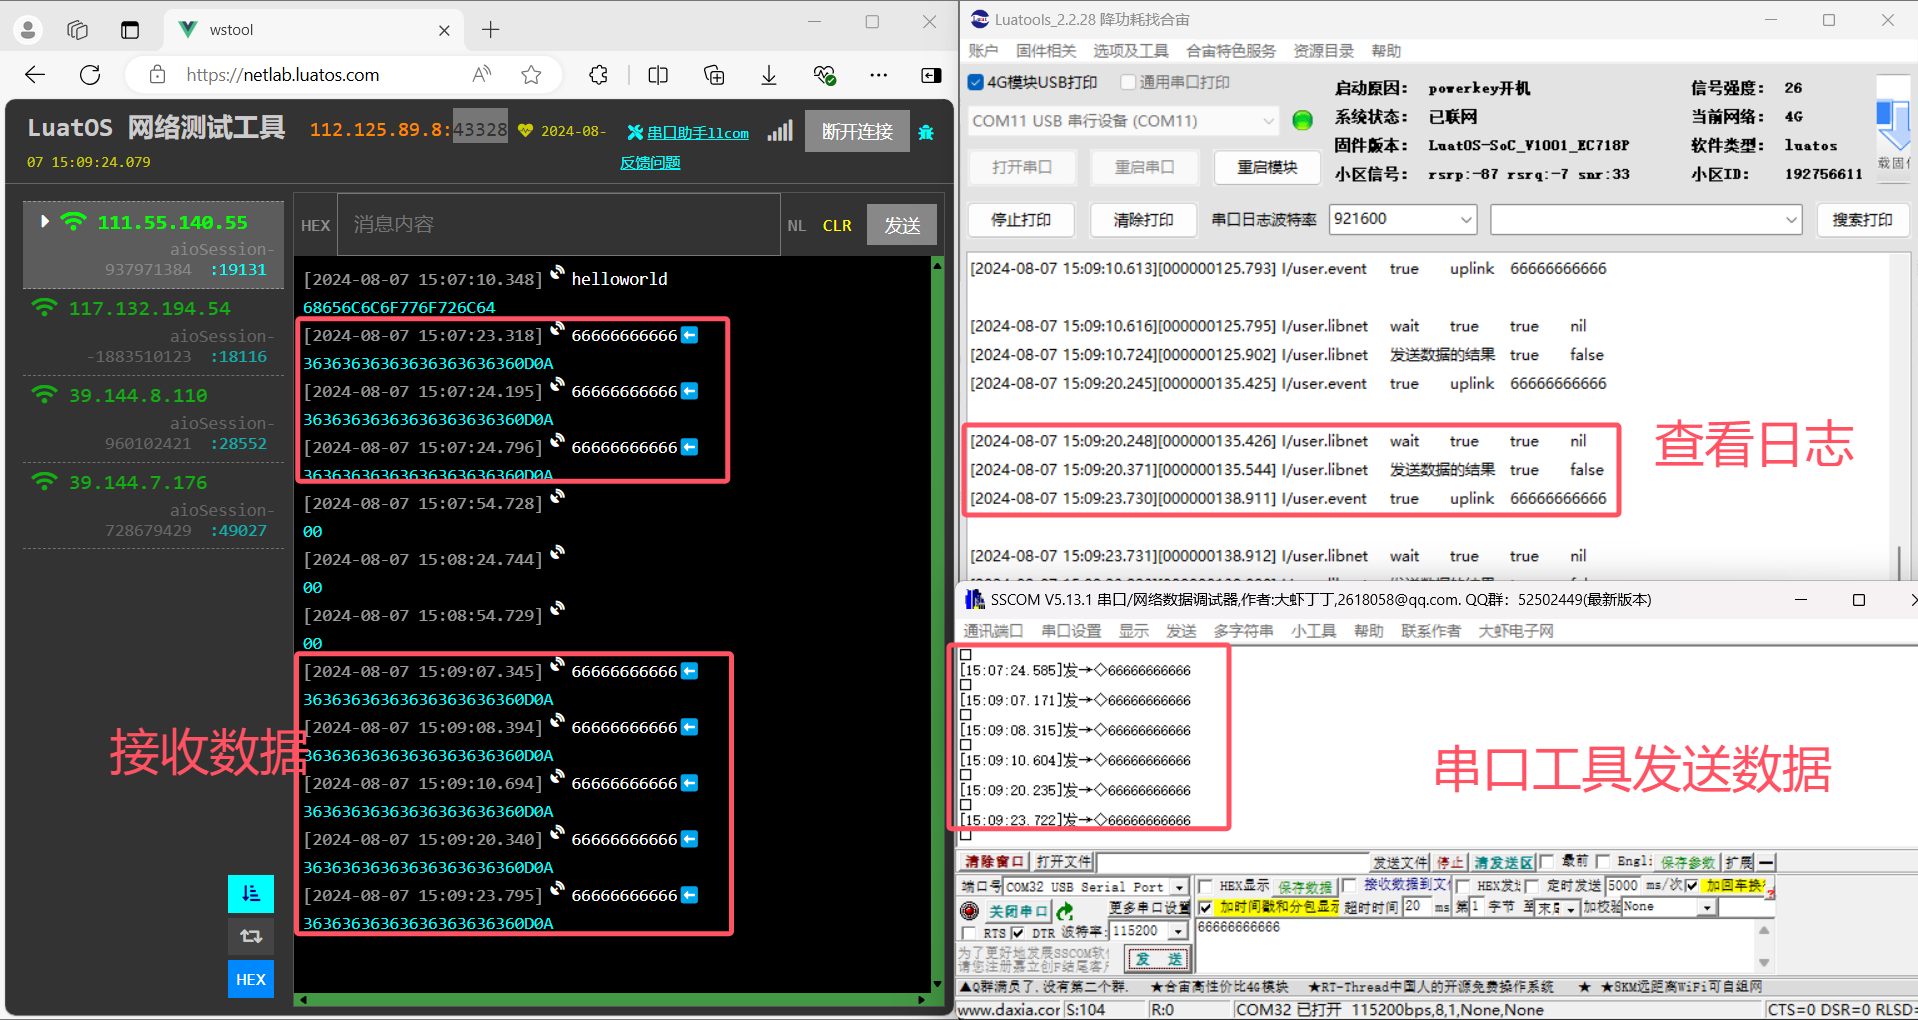 wstool
https://netlab.luatos.com
LuatOS 网络测试工具
112.125.89.8:43328
2024-08-
07 15:09:24.079
串口助手llcom
反馈问题
断开连接
111.55.140.55
aioSession-
937971384 :19131
117.132.194.54
aioSession-
-1883510123 :18116
39.144.8.110
aioSession-
960102421 :28552
39.144.7.176
aioSession-
728679429 :49027
HEX
消息内容
NL
CLR
发送
[2024-08-07 15:07:10.348] helloworld
68656C6C6F776F726C64
[2024-08-07 15:07:23.318] 66666666666
36363636363636363636360D0A
[2024-08-07 15:07:24.195] 66666666666
36363636363636363636360D0A
[2024-08-07 15:07:24.796] 66666666666
36363636363636363636360D0A
[2024-08-07 15:07:54.728]
00
[2024-08-07 15:08:24.744]
00
[2024-08-07 15:08:54.729]
00
[2024-08-07 15:09:07.345] 66666666666
36363636363636363636360D0A
[2024-08-07 15:09:08.394] 66666666666
36363636363636363636360D0A
[2024-08-07 15:09:10.694] 66666666666
36363636363636363636360D0A
[2024-08-07 15:09:20.340] 66666666666
36363636363636363636360D0A
[2024-08-07 15:09:23.795] 66666666666
36363636363636363636360D0A
接收数据
HEX
Luatools_2.2.28 降功耗找合宙
账户 固件相关 选项及工具 合宙特色服务 资源目录 帮助
4G模块USB打印 通用串口打印
COM11 USB 串行设备 (COM11)
打开串口 重启串口 重启模块
启动原因： powerkey开机
系统状态： 已联网
固件版本： LuatOS-SoC_V1001_EC718P
小区信号： rsrp:-87 rsrq:-7 snr:33
信号强度： 26
当前网络： 4G
软件类型： luatos
小区ID： 192756611
停止打印 清除打印 串口日志波特率 921600 搜索打印
[2024-08-07 15:09:10.613][000000125.793] I/user.event true uplink 66666666666
[2024-08-07 15:09:10.616][000000125.795] I/user.libnet wait true true nil
[2024-08-07 15:09:10.724][000000125.902] I/user.libnet 发送数据的结果 true false
[2024-08-07 15:09:20.245][000000135.425] I/user.event true uplink 66666666666
[2024-08-07 15:09:20.248][000000135.426] I/user.libnet wait true true nil
[2024-08-07 15:09:20.371][000000135.544] I/user.libnet 发送数据的结果 true false
[2024-08-07 15:09:23.730][000000138.911] I/user.event true uplink 66666666666
[2024-08-07 15:09:23.731][000000138.912] I/user.libnet wait true true nil
查看日志
SSCOM V5.13.1 串口/网络数据调试器,作者:大虾丁丁,2618058@qq.com. QQ群：52502449(最新版本)
通讯端口 串口设置 显示 发送 多字符串 小工具 帮助 联系作者 大虾电子网
[15:07:24.585]发→◇66666666666
[15:09:07.171]发→◇66666666666
[15:09:08.315]发→◇66666666666
[15:09:10.604]发→◇66666666666
[15:09:20.235]发→◇66666666666
[15:09:23.722]发→◇66666666666
串口工具发送数据
清除窗口 打开文件 发送文件 停止 清发送区 最前 Engli 保存参数 扩展
端口号 COM32 USB Serial Port HEX显示 保存数据 接收数据到文 HEX发 定时发送 5000 ms/次 加回车换
关闭串口 更多串口设置 加时间戳和分包显示 超时时间 20 ms 第1 字节 至 末尾 加校验 None
RTS DTR 波特率: 115200 66666666666
为了更好地发展SSCOM软
请您注册嘉立创F结尾客
发 送
▲Q群满员了,没有第二个群. ★合宙高性价比4G模块 ★RT-Thread中国人的开源免费操作系统 ★ ★8KM远距离WiFi可自组网
www.daxia.cor S:104 R:0 COM32 已打开 115200bps,8,1,None,None CTS=0 DSR=0 RLSD=